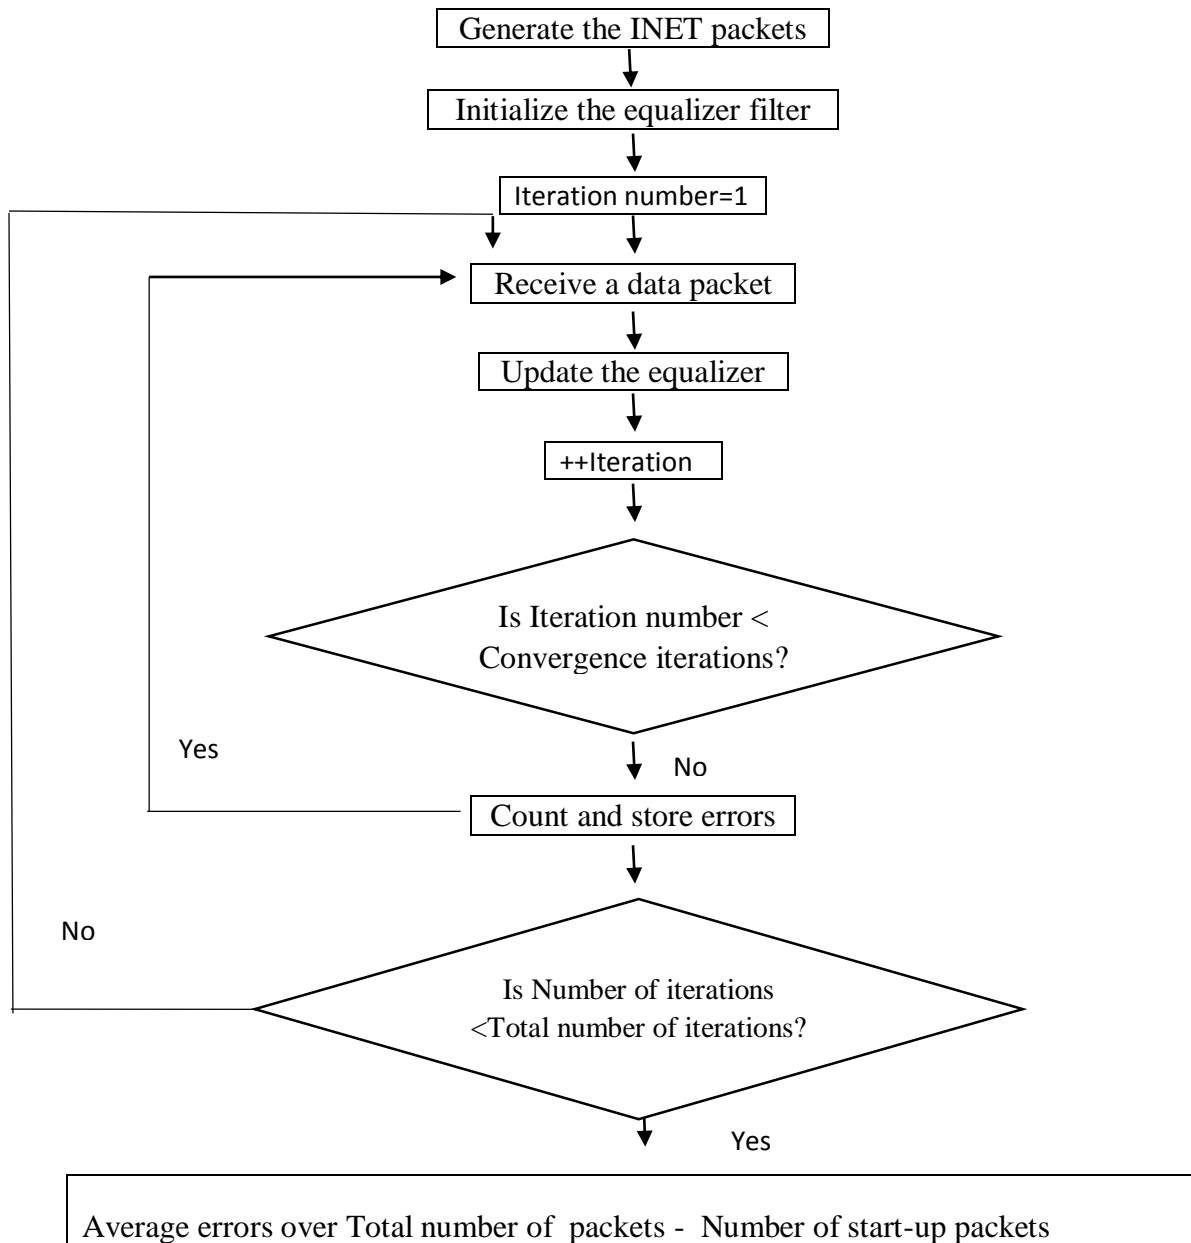 Generate the INET packets
Initialize the equalizer filter
Iteration number=1
Receive a data packet
Update the equalizer
++Iteration
Is Iteration number <
Convergence iterations?
Yes
No
Count and store errors
No
Is Number of iterations
<Total number of iterations?
Yes
Average errors over Total number of packets - Number of start-up packets